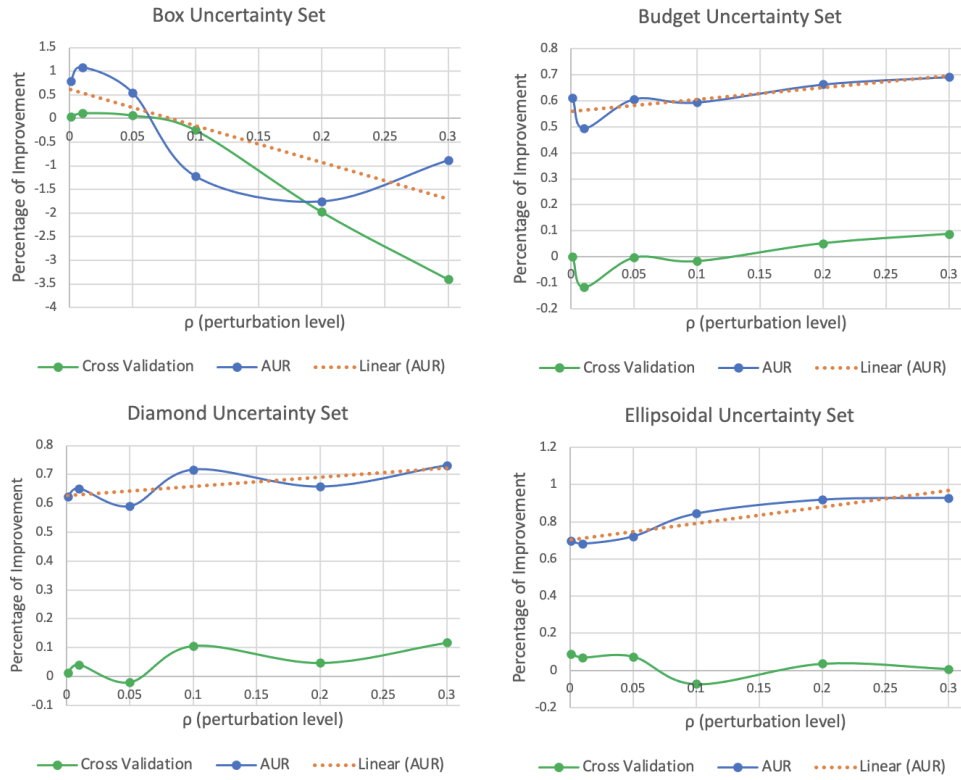 Box Uncertainty Set
Percentage of Improvement
1.5
1
0.5
0
-0.5
-1
-1.5
-2
-2.5
-3
-3.5
-4
0 0.05 0.1 0.15 0.2 0.25 0.3
ρ (perturbation level)
Cross Validation AUR Linear (AUR)
Budget Uncertainty Set
Percentage of Improvement
0.8
0.7
0.6
0.5
0.4
0.3
0.2
0.1
0
-0.1
-0.2
0 0.05 0.1 0.15 0.2 0.25 0.3
ρ (perturbation level)
Cross Validation AUR Linear (AUR)
Diamond Uncertainty Set
Percentage of Improvement
0.8
0.7
0.6
0.5
0.4
0.3
0.2
0.1
0
-0.1
0 0.05 0.1 0.15 0.2 0.25 0.3
ρ (perturbation level)
Cross Validation AUR Linear (AUR)
Ellipsoidal Uncertainty Set
Percentage of Improvement
1.2
1
0.8
0.6
0.4
0.2
0
-0.2
0 0.05 0.1 0.15 0.2 0.25 0.3
ρ (perturbation level)
Cross Validation AUR Linear (AUR)